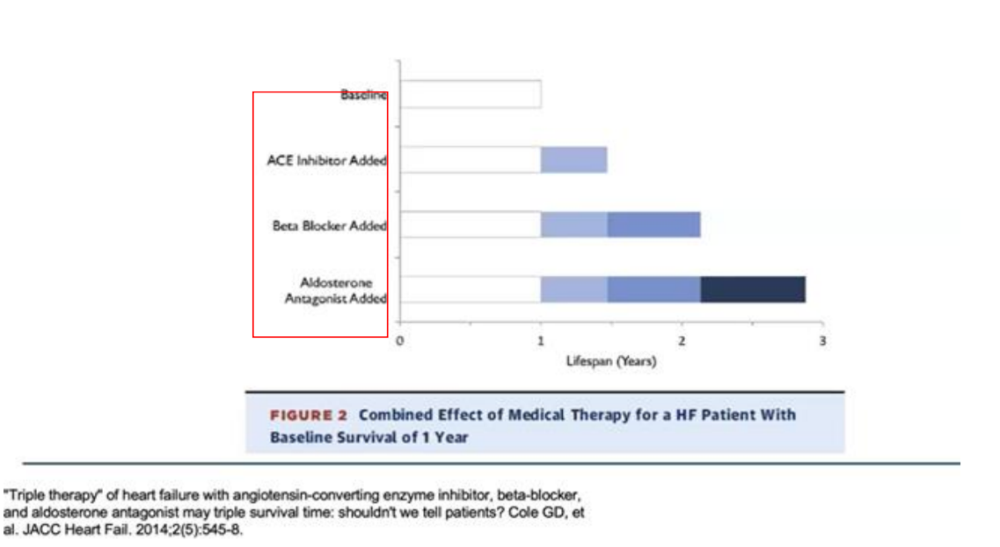 Baseline
ACE Inhibitor Added
Beta Blocker Added
Aldosterone
Antagonist Added
0 1 2 3
Lifespan (Years)
FIGURE 2 Combined Effect of Medical Therapy for a HF Patient With
Baseline Survival of 1 Year
"Triple therapy" of heart failure with angiotensin-converting enzyme inhibitor, beta-blocker,
and aldosterone antagonist may triple survival time: shouldn't we tell patients? Cole GD, et
al. JACC Heart Fail. 2014;2(5):545-8.